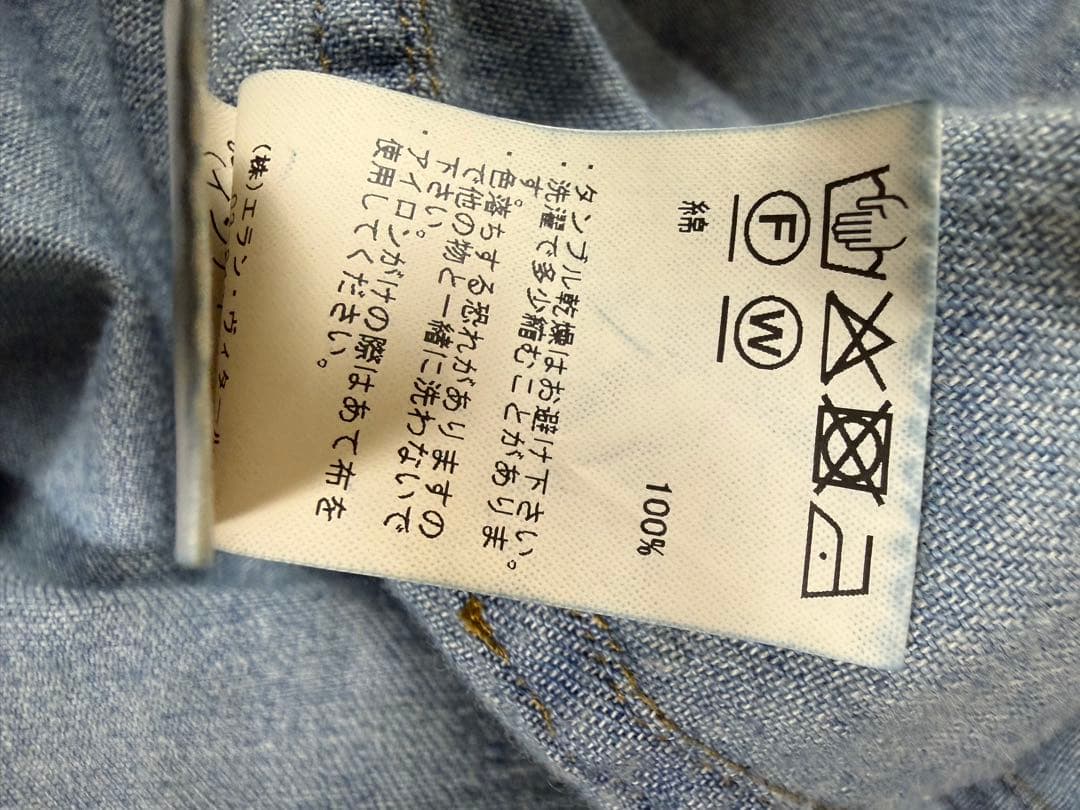 F W
綿 100%
・タンブル乾燥はお避け下さい。
・洗濯で多少縮むことがありま
す。
・色落ちする恐れがありますの
で他の物と一緒に洗わないで
下さい。
・アイロンがけの際はあて布を
使用してください。
(株)エラン・ヴィタール